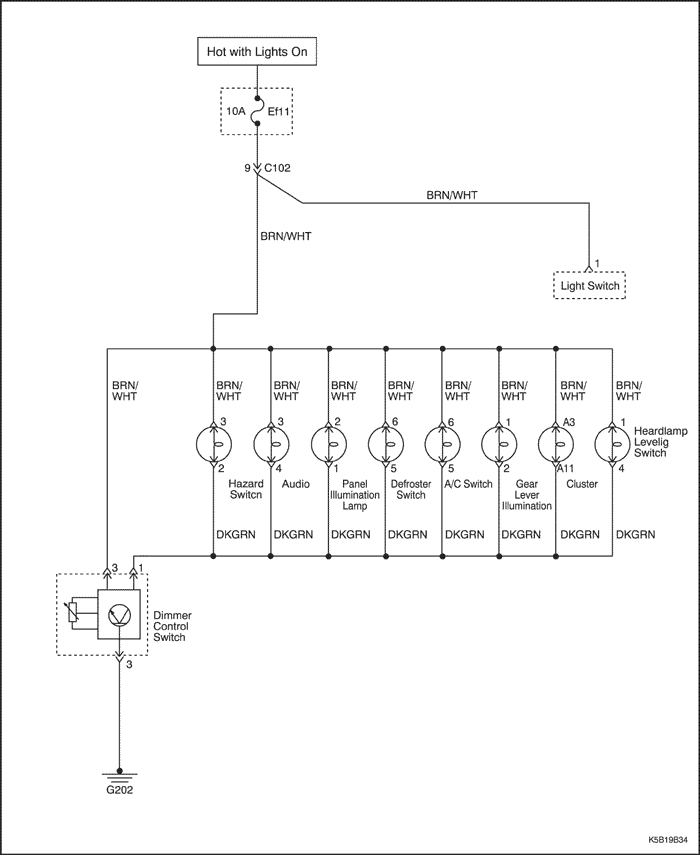 Hot with Lights On
10A Ef11
9 C102
BRN/WHT
BRN/WHT
1
Light Switch
BRN/
WHT
BRN/
WHT
BRN/
WHT
BRN/
WHT
BRN/
WHT
BRN/
WHT
BRN/
WHT
BRN/
WHT
BRN/
WHT
3
3
2
6
6
1
A3
1
Heardlamp
Levelig
Switch
2
4
1
5
5
2
A11
4
Hazard
Switcn
Audio
Panel
Illumination
Lamp
Defroster
Switch
A/C Switch
Gear
Lever
Illumination
Cluster
DKGRN
DKGRN
DKGRN
DKGRN
DKGRN
DKGRN
DKGRN
DKGRN
3
1
Dimmer
Control
Switch
3
G202
K5B19B34